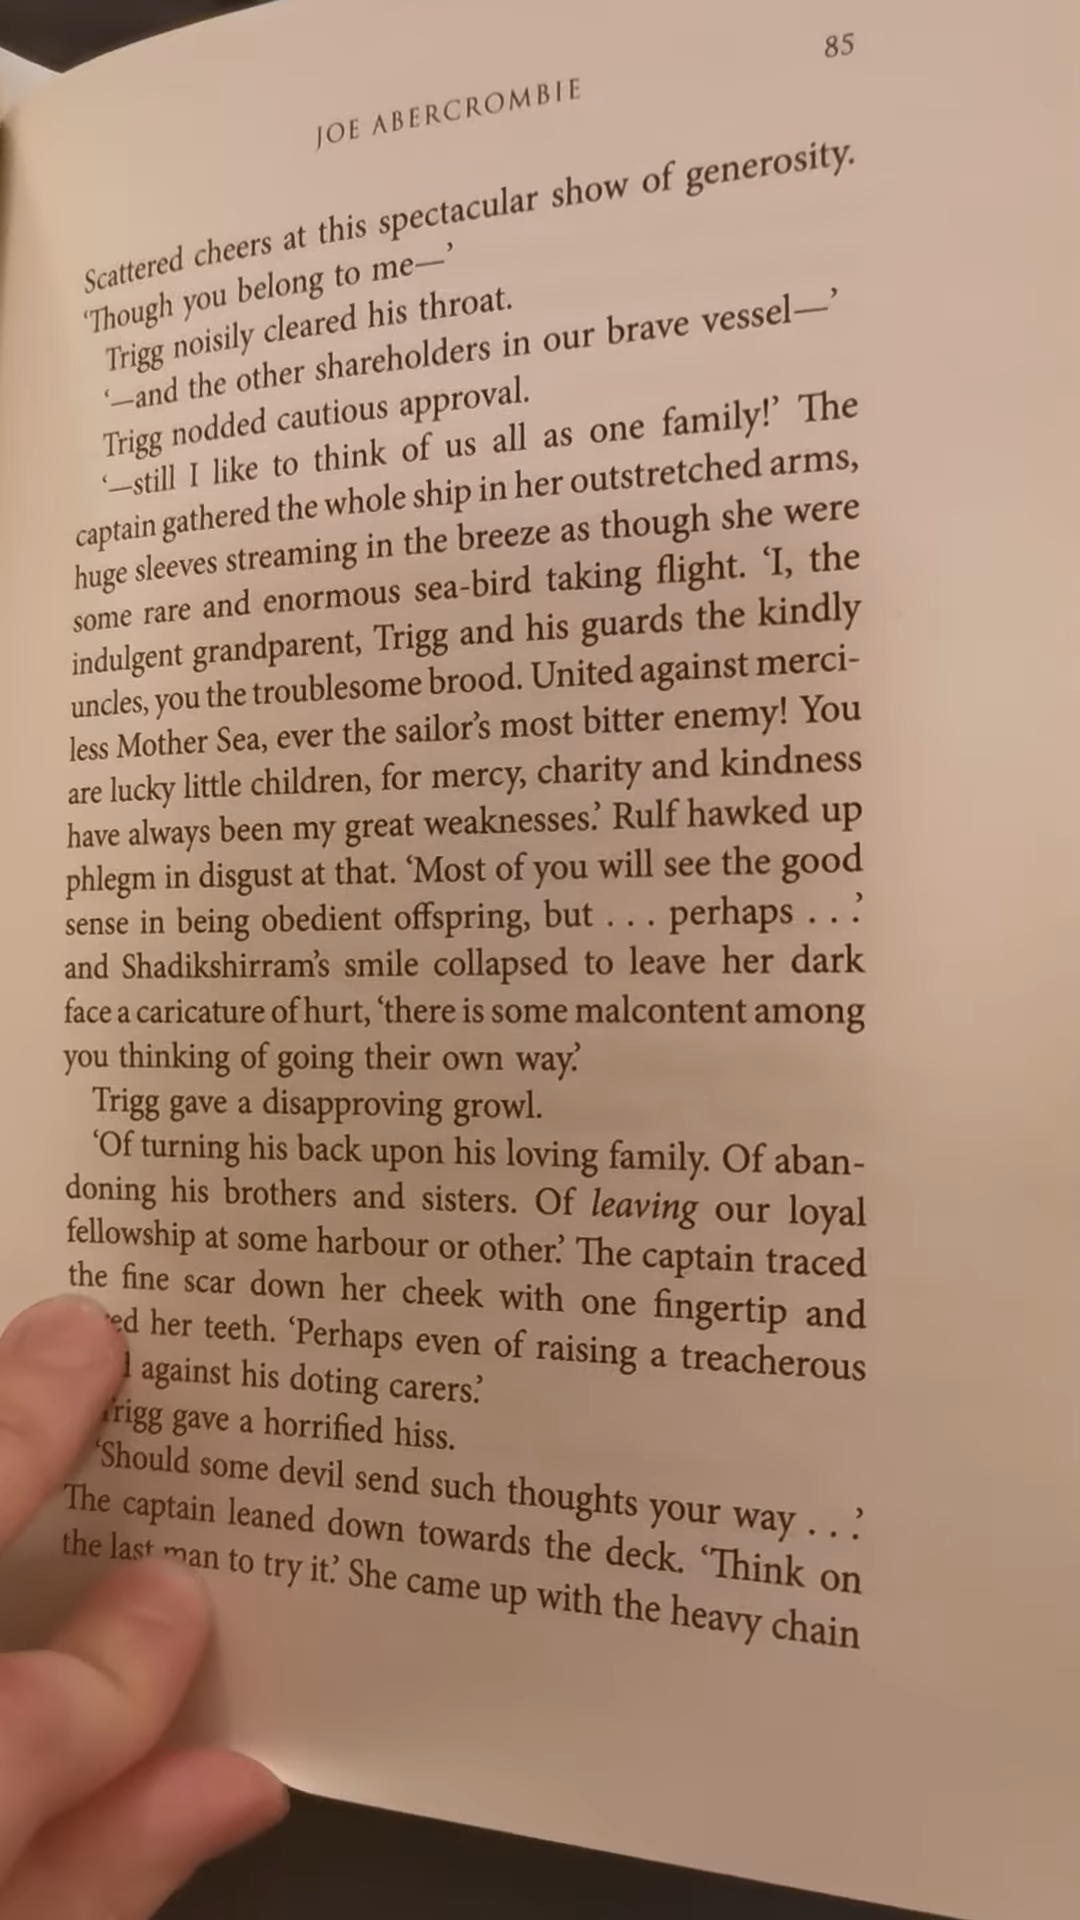 85
JOE ABERCROMBIE
Scattered cheers at this spectacular show of generosity.
‘Though you belong to me—’
Trigg noisily cleared his throat.
‘—and the other shareholders in our brave vessel—’
Trigg nodded cautious approval.
‘—still I like to think of us all as one family!’ The
captain gathered the whole ship in her outstretched arms,
huge sleeves streaming in the breeze as though she were
some rare and enormous sea-bird taking flight. ‘I, the
indulgent grandparent, Trigg and his guards the kindly
uncles, you the troublesome brood. United against merci-
less Mother Sea, ever the sailor’s most bitter enemy! You
are lucky little children, for mercy, charity and kindness
have always been my great weaknesses.’ Rulf hawked up
phlegm in disgust at that. ‘Most of you will see the good
sense in being obedient offspring, but . . . perhaps . . .’
and Shadikshirram’s smile collapsed to leave her dark
face a caricature of hurt, ‘there is some malcontent among
you thinking of going their own way.’
Trigg gave a disapproving growl.
‘Of turning his back upon his loving family. Of aban-
doning his brothers and sisters. Of leaving our loyal
fellowship at some harbour or other.’ The captain traced
the fine scar down her cheek with one fingertip and
her teeth. ‘Perhaps even of raising a treacherous
against his doting carers.’
Trigg gave a horrified hiss.
‘Should some devil send such thoughts your way . . .’
The captain leaned down towards the deck. ‘Think on
the last man to try it.’ She came up with the heavy chain